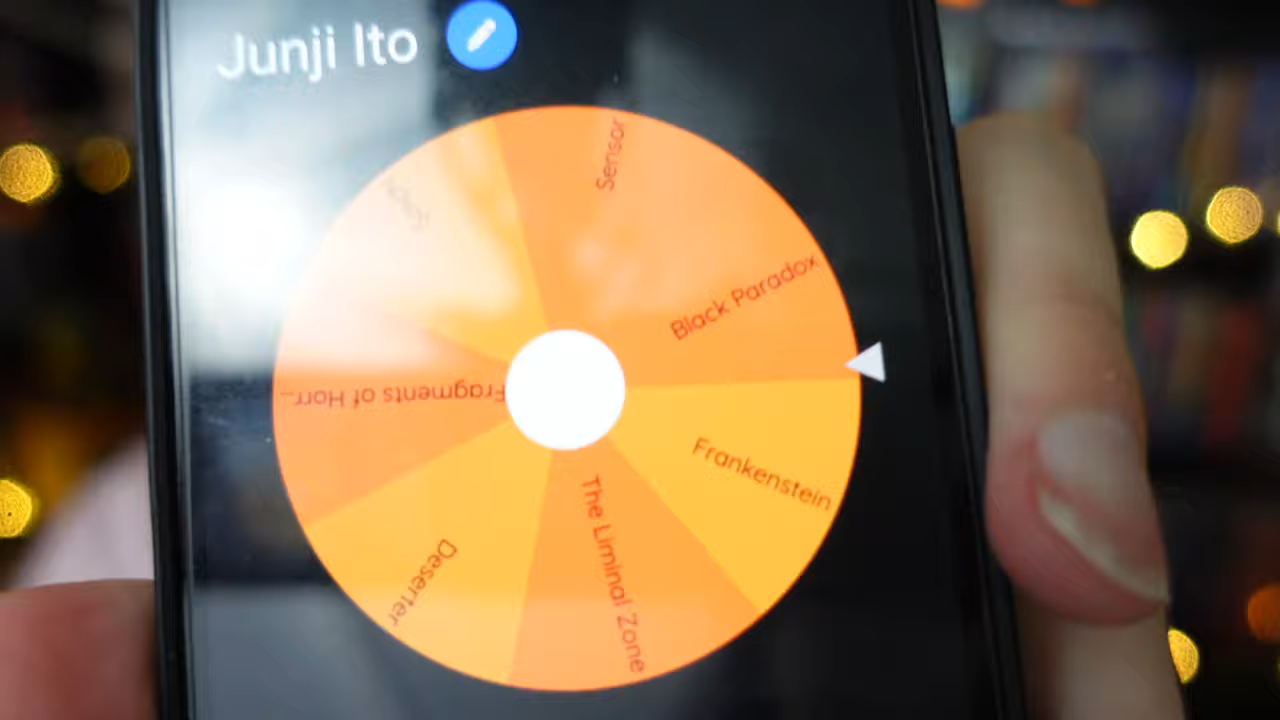 Junji Ito
Sensor
Black Paradox
Frankenstein
The Liminal Zone
Deserter
Fragments of Horr...